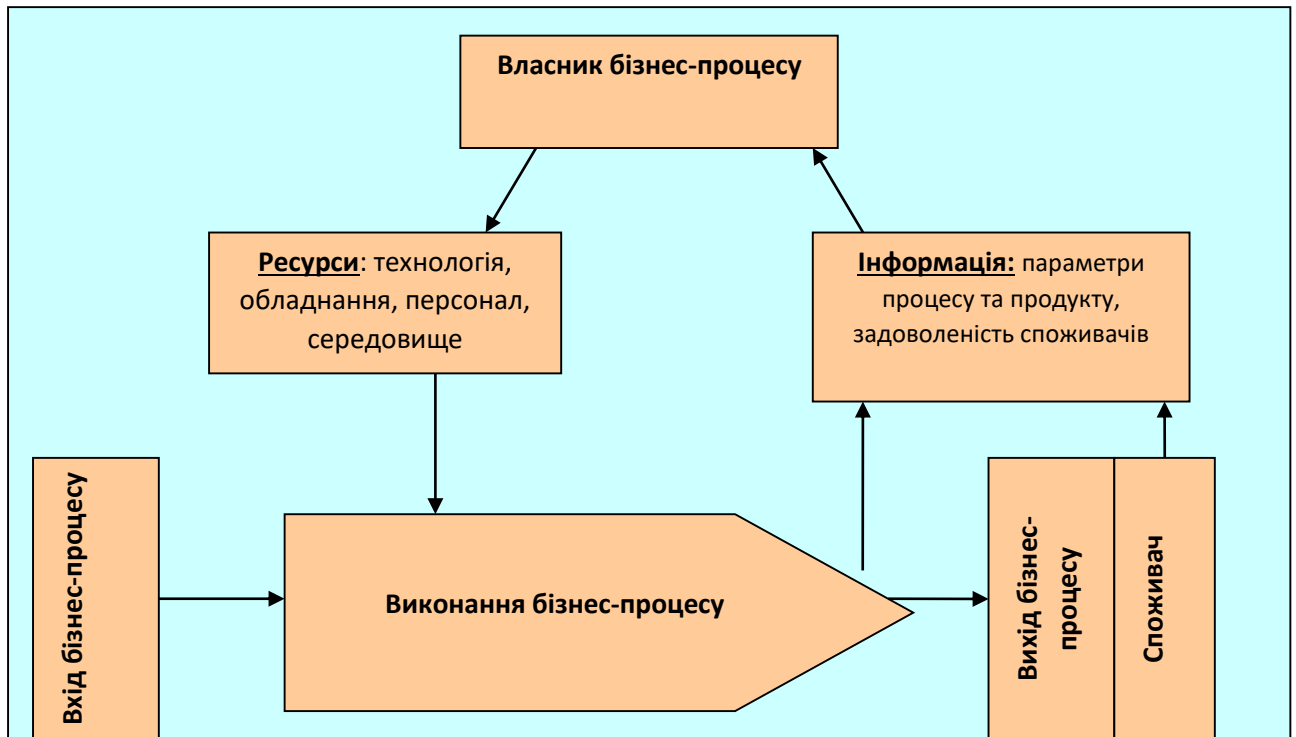 Власник бізнес-процесу
Ресурси: технологія,
обладнання, персонал,
середовище
Інформація: параметри
процесу та продукту,
задоволеність споживачів
Вхід бізнес-процесу
Виконання бізнес-процесу
Вихід бізнес-
процесу
Споживач